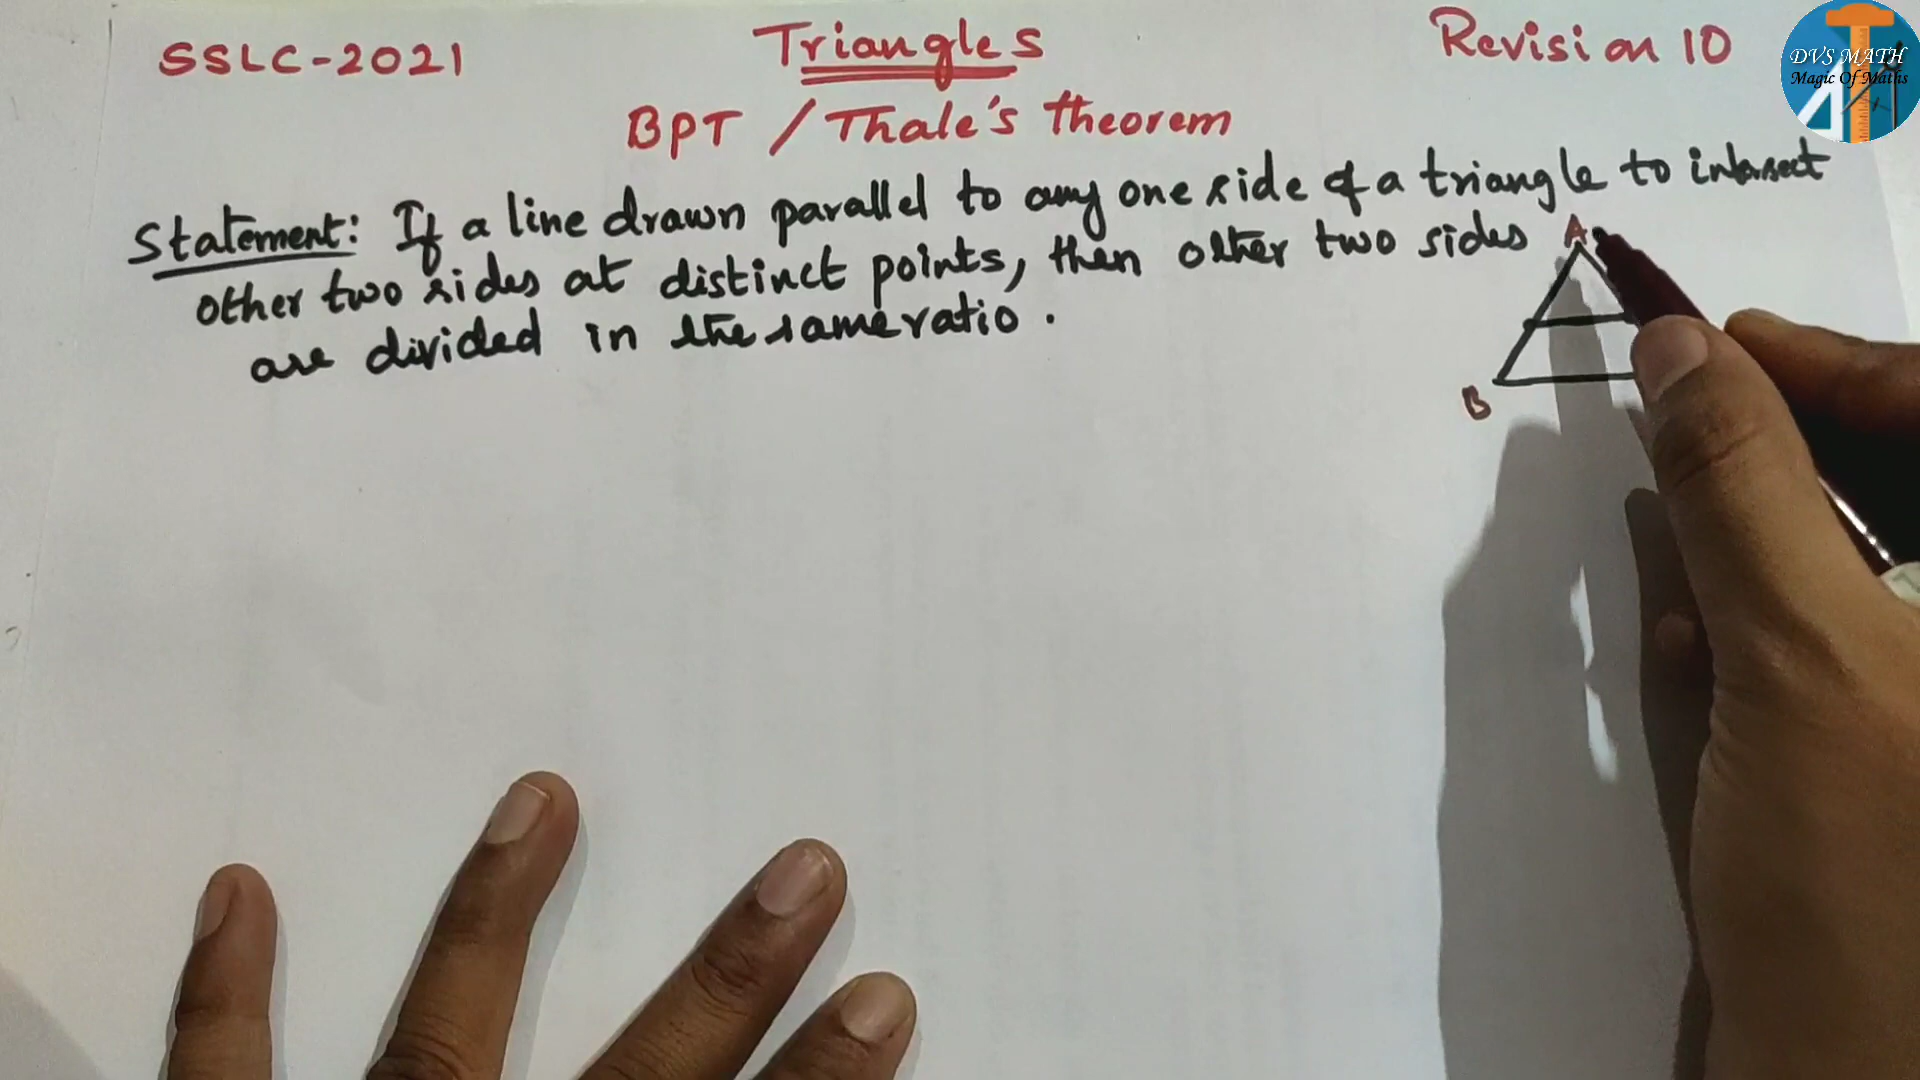 SSLC-2021
Triangles
Revision 10
DVS MATH
Magic Of Maths
BPT / Thale's theorem
Statement: If a line drawn parallel to any one side of a triangle to intersect
other two sides at distinct points, then other two sides
are divided in the same ratio.
A
B